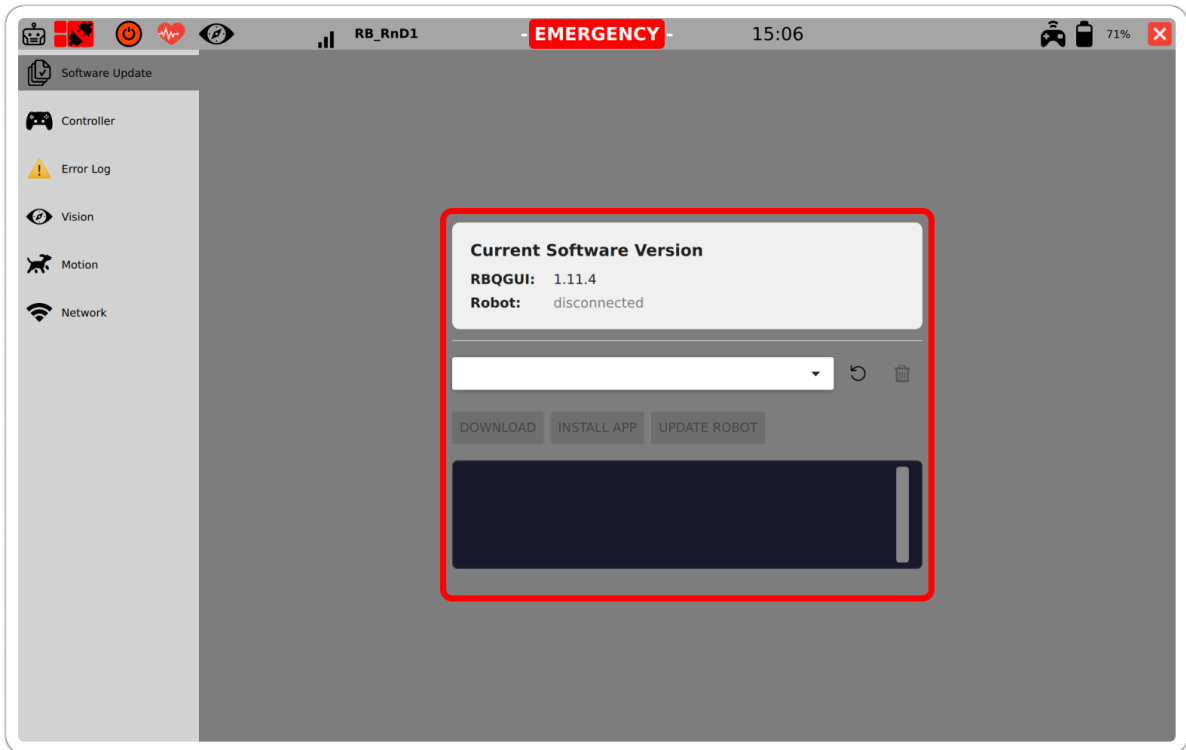 RB_RnD1 - EMERGENCY - 15:06 71%
Software Update
Controller
Error Log
Vision
Motion
Network
Current Software Version
RBQGUI: 1.11.4
Robot: disconnected
DOWNLOAD INSTALL APP UPDATE ROBOT